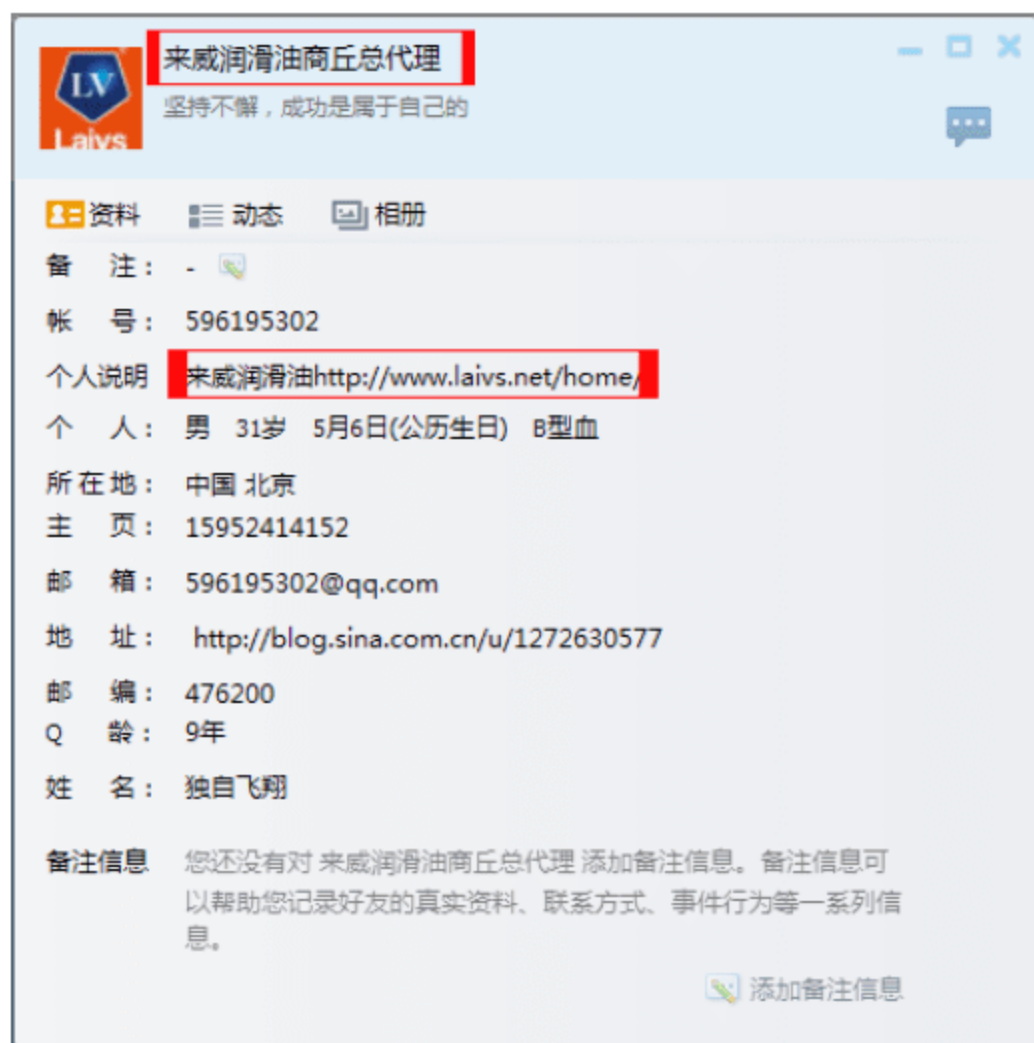 来威润滑油商丘总代理
坚持不懈，成功是属于自己的
LV
Laivs
资料 动态 相册
备 注： -
帐 号： 596195302
个人说明 来威润滑油http://www.laivs.net/home/
个 人： 男 31岁 5月6日(公历生日) B型血
所在地： 中国 北京
主 页： 15952414152
邮 箱： 596195302@qq.com
地 址： http://blog.sina.com.cn/u/1272630577
邮 编： 476200
Q 龄： 9年
姓 名： 独自飞翔
备注信息 您还没有对 来威润滑油商丘总代理 添加备注信息。备注信息可
以帮助您记录好友的真实资料、联系方式、事件行为等一系列信
息。
添加备注信息